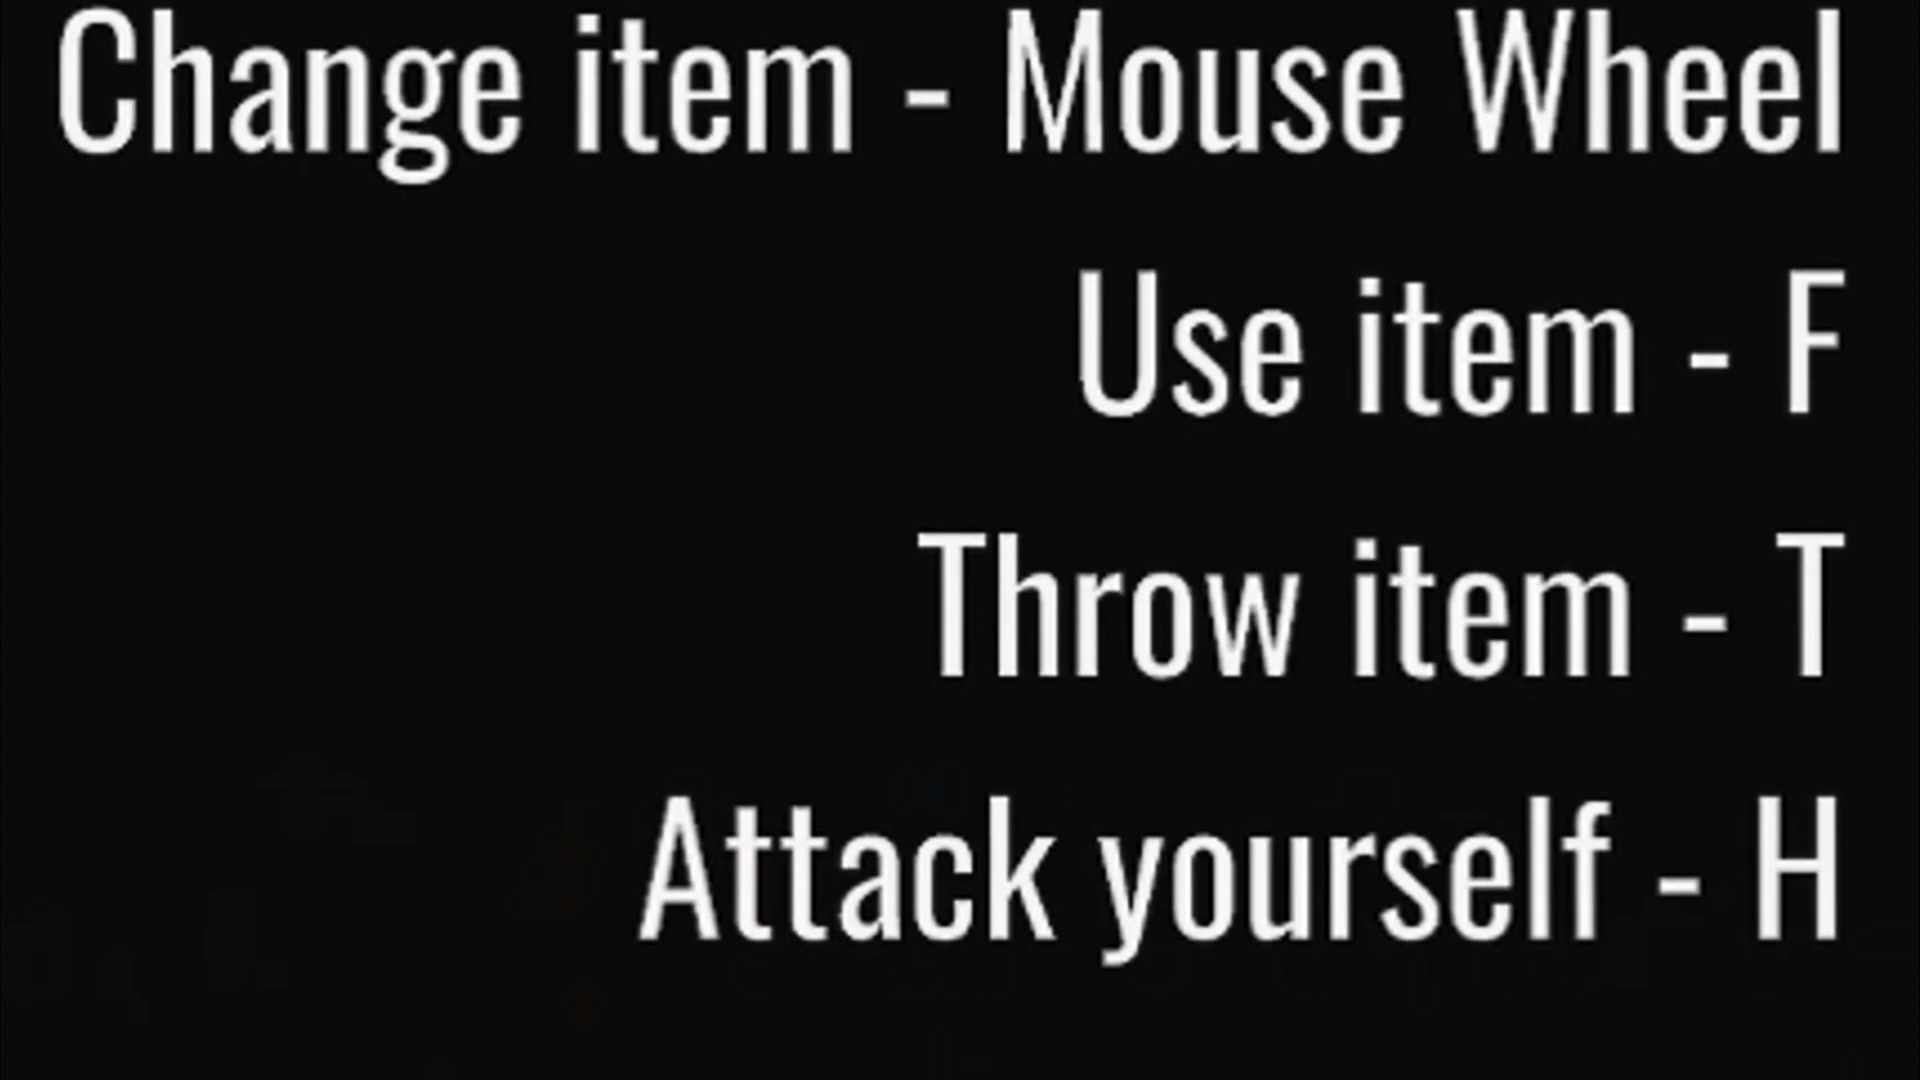 Change item - Mouse Wheel
Use item - F
Throw item - T
Attack yourself - H